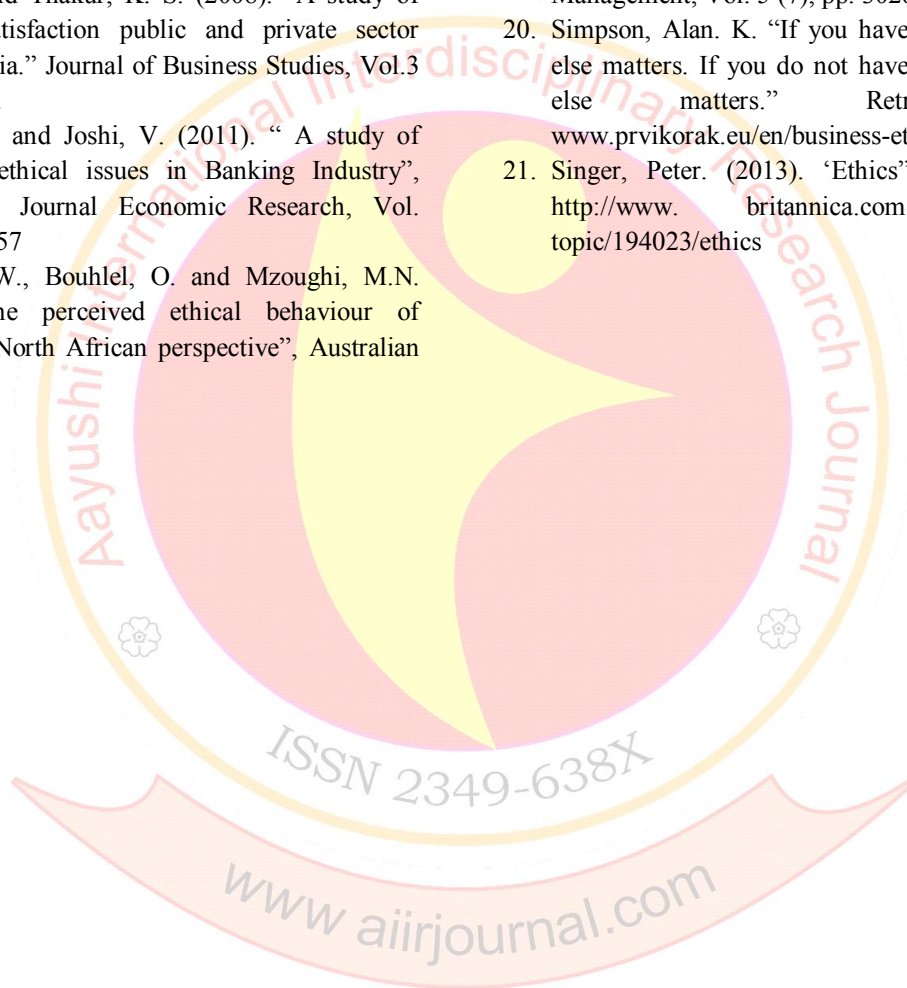 nd Thakur, K. S. (2008). "A study of
tisfaction public and private sector
ia." Journal of Business Studies, Vol.3
and Joshi, V. (2011). " A study of
ethical issues in Banking Industry",
Journal Economic Research, Vol.
57
W., Bouhlel, O. and Mzoughi, M.N.
he perceived ethical behaviour of
North African perspective", Australian
Management, Vol. 5 (7), pp. 3020
20. Simpson, Alan. K. "If you have
else matters. If you do not have
else matters." Retr
www.prvikorak.eu/en/business-et
21. Singer, Peter. (2013). 'Ethics"
http://www. britannica.com
topic/194023/ethics
Aayushi International Interdisciplinary Research Journal
ISSN 2349-638X
www aiirjournal.com